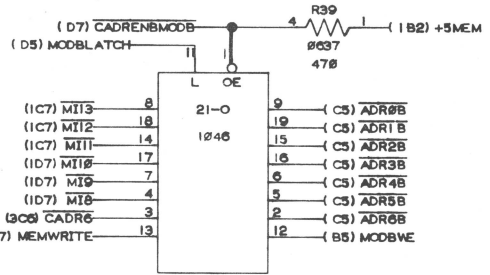 R39
(D7) CADRENBMODB 4 1 (1B2) +5MEM
(D5) MODBLATCH Ø637
11 1 47Ø
L OE
(1C7) MI13 8 21-0 9 (C5) ADRØB
(1C7) MI12 18 1Ø46 19 (C5) ADR1B
(1C7) MI11 14 15 (C5) ADR2B
(1D7) MI1Ø 17 16 (C5) ADR3B
(1D7) MI9 7 6 (C5) ADR4B
(1D7) MI8 4 5 (C5) ADR5B
(3C6) CADR6 3 2 (C5) ADR6B
7) MEMWRITE 13 12 (B5) MODBWE